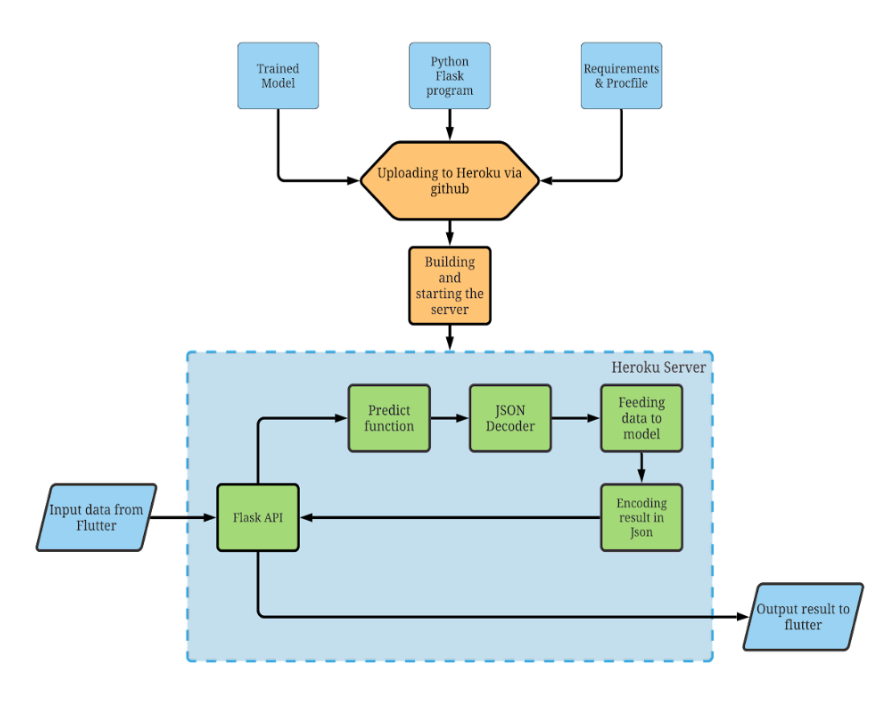 Trained
Model
Python
Flask
program
Requirements
& Procfile
Uploading to Heroku via
github
Building
and
starting the
server
Heroku Server
Predict
function
JSON
Decoder
Feeding
data to
model
Input data from
Flutter
Flask API
Encoding
result in
Json
Output result to
flutter